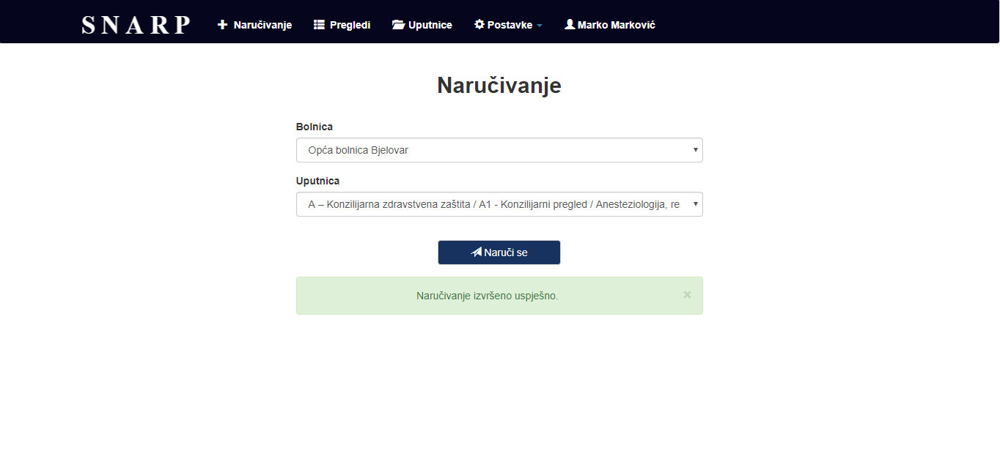 SNARP Naručivanje Pregledi Uputnice Postavke Marko Marković
Naručivanje
Bolnica
Opća bolnica Bjelovar
Uputnica
A – Konzilijarna zdravstvena zaštita / A1 - Konzilijarni pregled / Anesteziologija, re
Naruči se
Naručivanje izvršeno uspješno. ×